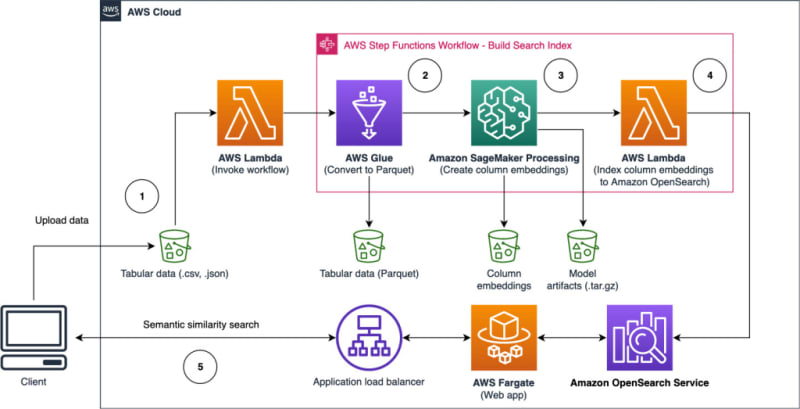 aws
AWS Cloud
AWS Step Functions Workflow - Build Search Index
2
3
4
AWS Lambda
(Invoke workflow)
AWS Glue
(Convert to Parquet)
Amazon SageMaker Processing
(Create column embeddings)
AWS Lambda
(Index column embeddings
to Amazon OpenSearch)
1
Upload data
Tabular data (.csv, .json)
Tabular data (Parquet)
Column
embeddings
Model
artifacts (.tar.gz)
Semantic similarity search
5
Client
Application load balancer
AWS Fargate
(Web app)
Amazon OpenSearch Service